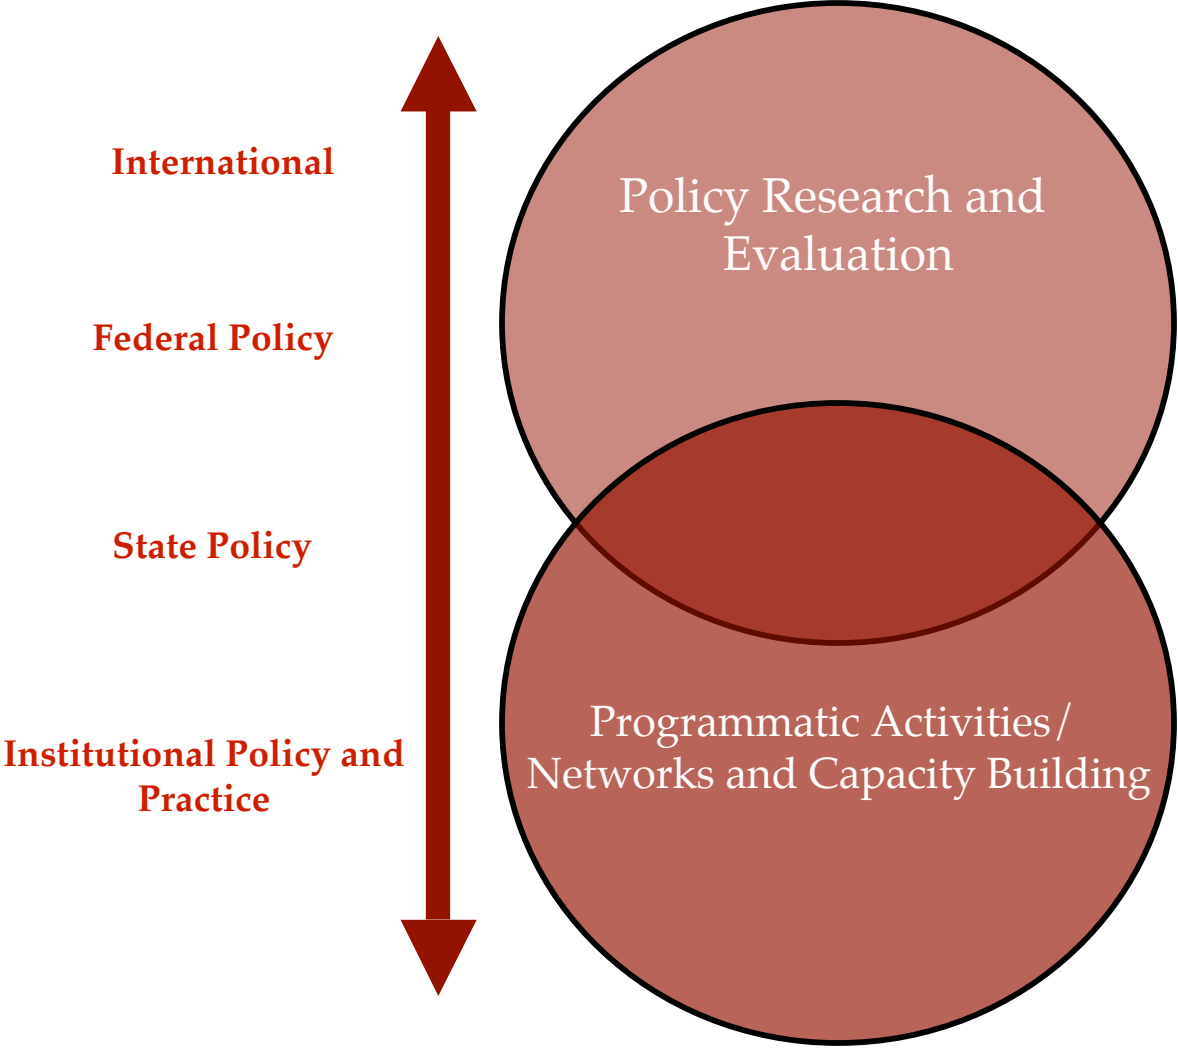 International
Policy Research and
Evaluation
Federal Policy
State Policy
Institutional Policy and
Practice
Programmatic Activities/
Networks and Capacity Building